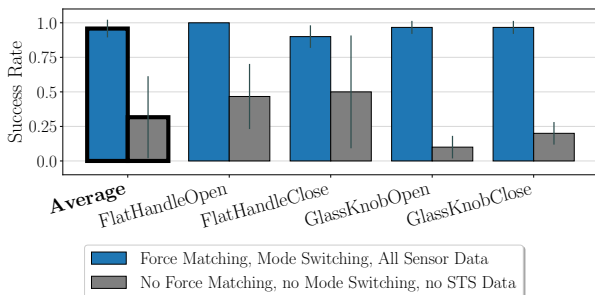 1.0
0.75
0.5
0.25
0.0
Success Rate
Average
FlatHandleOpen
FlatHandleClose
GlassKnobOpen
GlassKnobClose
Force Matching, Mode Switching, All Sensor Data
No Force Matching, no Mode Switching, no STS Data